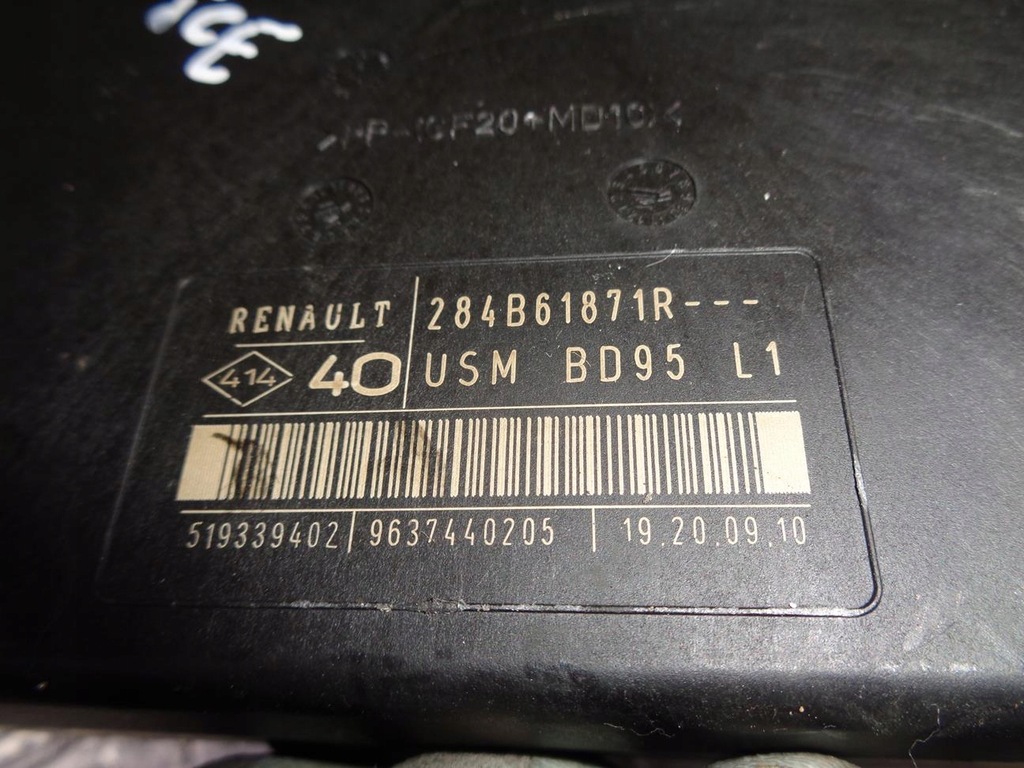 RENAULT
284B61871R---
414 40
USM BD95 L1
519339402 9637440205 19.20.09.10